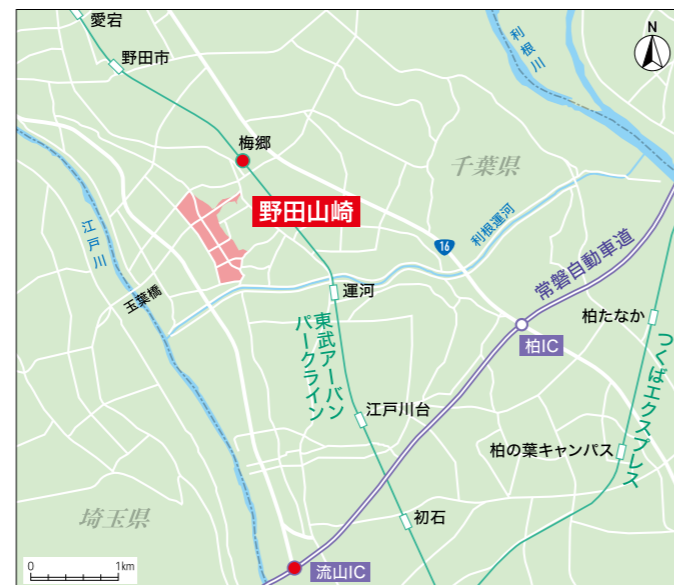 愛宕
野田市
梅郷
利根川
N
千葉県
野田山崎
江戸川
16
利根運河
常磐自動車道
玉葉橋
運河
東武アーバン
パークライン
柏たなか
柏IC
つくばエクスプレス
江戸川台
柏の葉キャンパス
初石
埼玉県
0 1km
流山IC